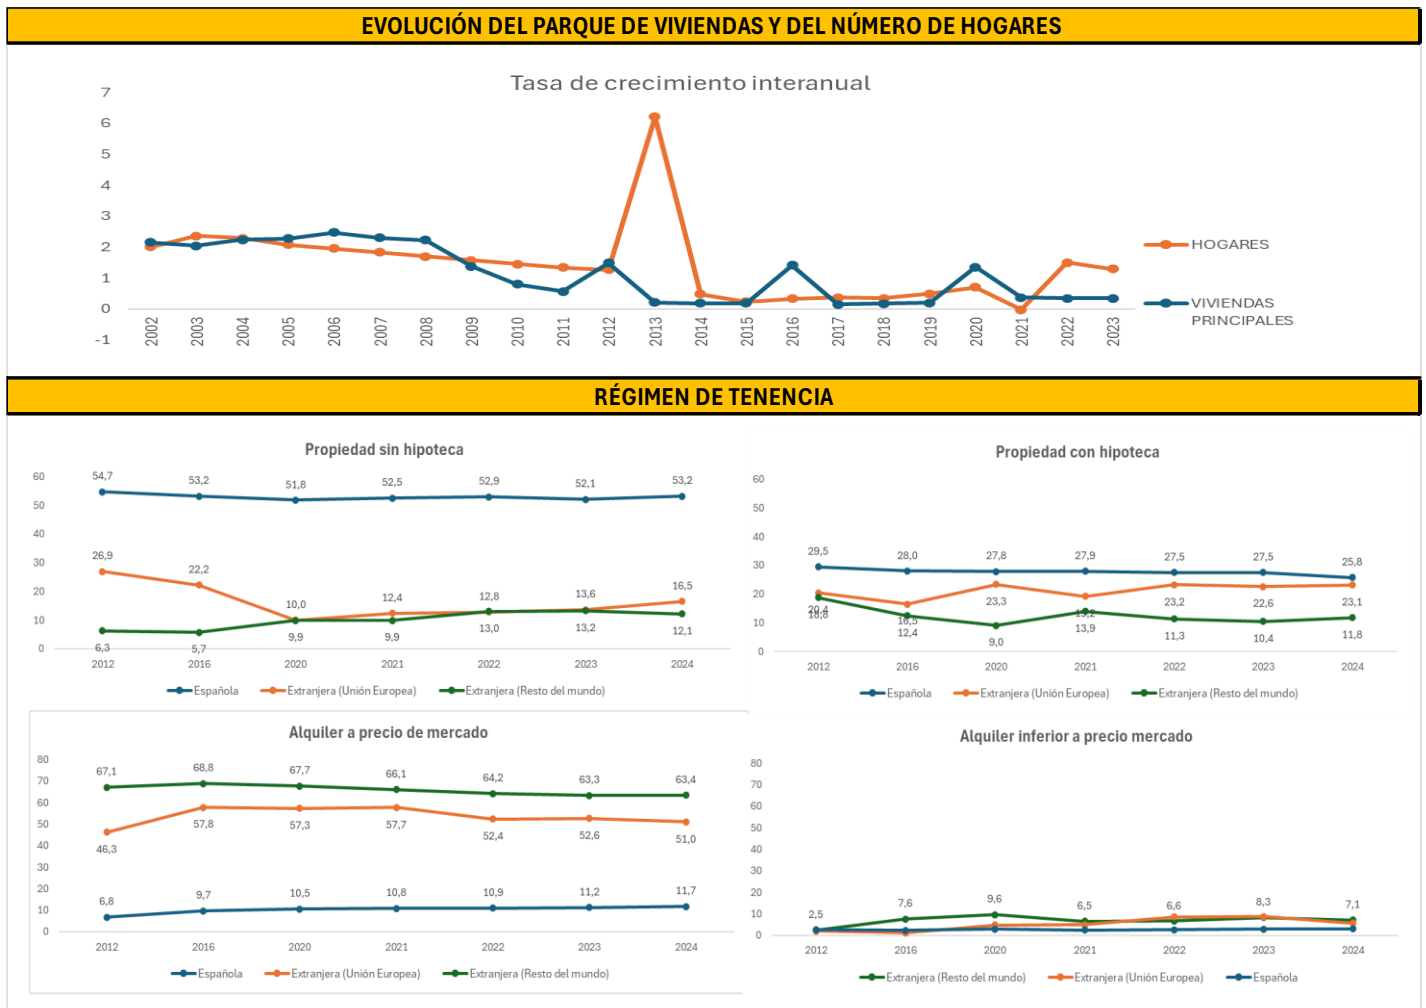 EVOLUCIÓN DEL PARQUE DE VIVIENDAS Y DEL NÚMERO DE HOGARES
Tasa de crecimiento interanual
7
6
5
4
3
2
1
0
-1
2002 2003 2004 2005 2006 2007 2008 2009 2010 2011 2012 2013 2014 2015 2016 2017 2018 2019 2020 2021 2022 2023
HOGARES
VIVIENDAS
PRINCIPALES
RÉGIMEN DE TENENCIA
Propiedad sin hipoteca
60
50
40
30
20
10
0
54,7 53,2 51,8 52,5 52,9 52,1 53,2
26,9 22,2 10,0 12,4 12,8 13,6 16,5
6,3 5,7 9,9 9,9 13,0 13,2 12,1
2012 2016 2020 2021 2022 2023 2024
Española Extranjera (Unión Europea) Extranjera (Resto del mundo)
Propiedad con hipoteca
60
50
40
30
20
10
0
29,5 28,0 27,8 27,9 27,5 27,5 25,8
20,4 16,5 23,3 19,2 23,2 22,6 23,1
18,8 12,4 9,0 13,9 11,3 10,4 11,8
2012 2016 2020 2021 2022 2023 2024
Española Extranjera (Unión Europea) Extranjera (Resto del mundo)
Alquiler a precio de mercado
80
70
60
50
40
30
20
10
0
67,1 68,8 67,7 66,1 64,2 63,3 63,4
46,3 57,8 57,3 57,7 52,4 52,6 51,0
6,8 9,7 10,5 10,8 10,9 11,2 11,7
2012 2016 2020 2021 2022 2023 2024
Española Extranjera (Unión Europea) Extranjera (Resto del mundo)
Alquiler inferior a precio mercado
80
70
60
50
40
30
20
10
0
2,5 7,6 9,6 6,5 6,6 8,3 7,1
2012 2016 2020 2021 2022 2023 2024
Extranjera (Resto del mundo) Extranjera (Unión Europea) Española